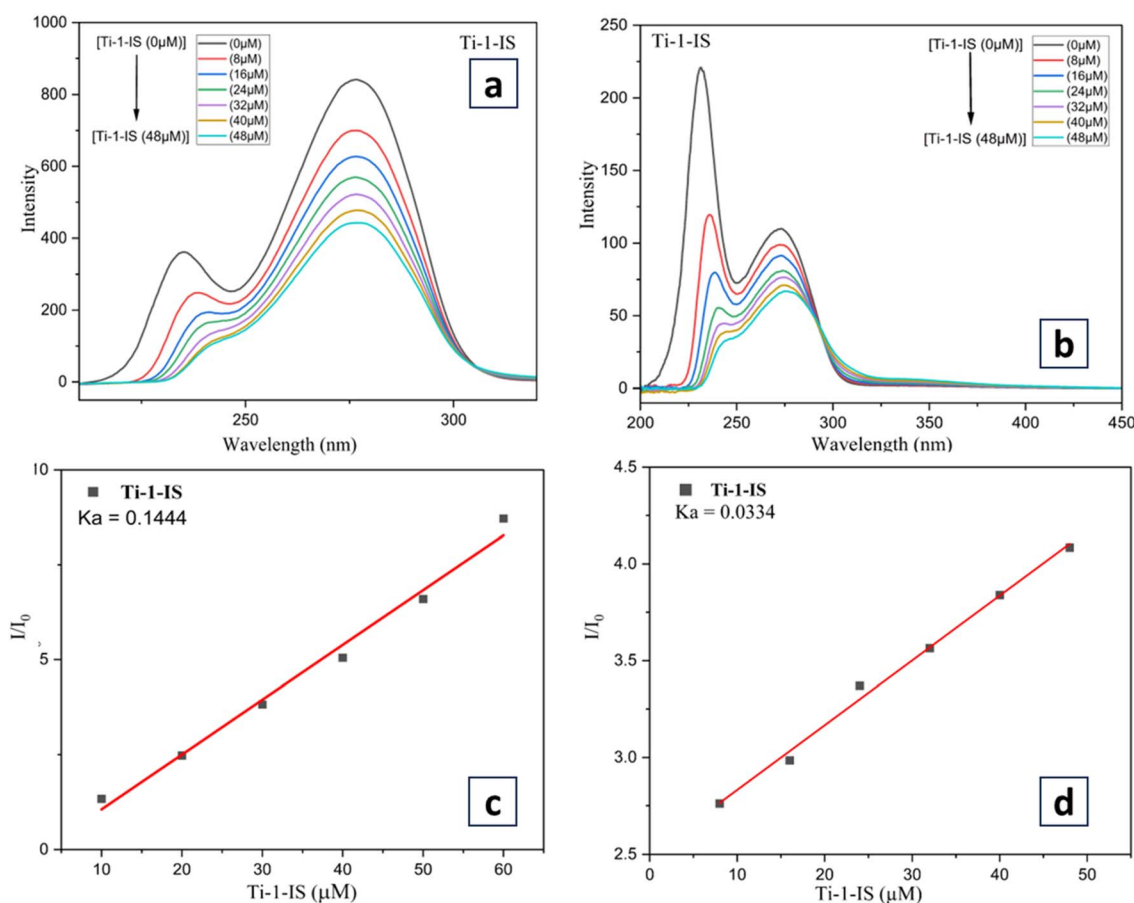 1000
800
600
400
200
0
Intensity
[Ti-1-IS (0μM)]
[Ti-1-IS (48μM)]
(0μM)
(8μM)
(16μM)
(24μM)
(32μM)
(40μM)
(48μM)
Ti-1-IS
a
250
300
Wavelength (nm)
250
200
150
100
50
0
Intensity
Ti-1-IS
[Ti-1-IS (0μM)]
[Ti-1-IS (48μM)]
(0μM)
(8μM)
(16μM)
(24μM)
(32μM)
(40μM)
(48μM)
b
200
250
300
350
400
450
Wavelength (nm)
10
5
0
I/I₀
Ti-1-IS
Ka = 0.1444
c
10
20
30
40
50
60
Ti-1-IS (μM)
4.5
4.0
3.5
3.0
2.5
I/I₀
Ti-1-IS
Ka = 0.0334
d
0
10
20
30
40
50
Ti-1-IS (μM)